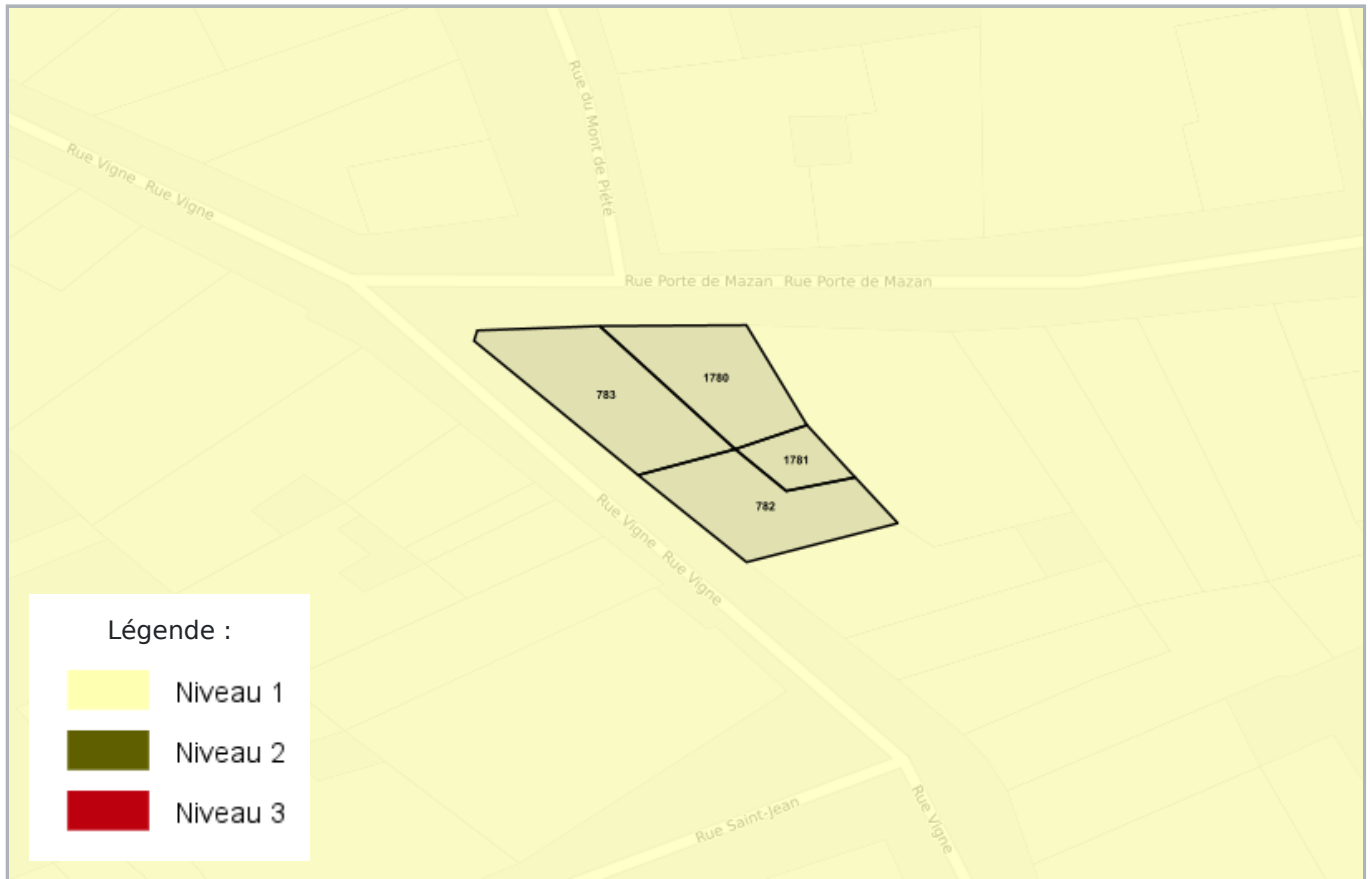 Rue du Mont de Piété
Rue Vigne Rue Vigne
Rue Porte de Mazan Rue Porte de Mazan
1780
783
1781
782
Rue Vigne Rue Vigne
Légende :
Niveau 1
Niveau 2
Niveau 3
Rue Saint-Jean
Rue Vigne